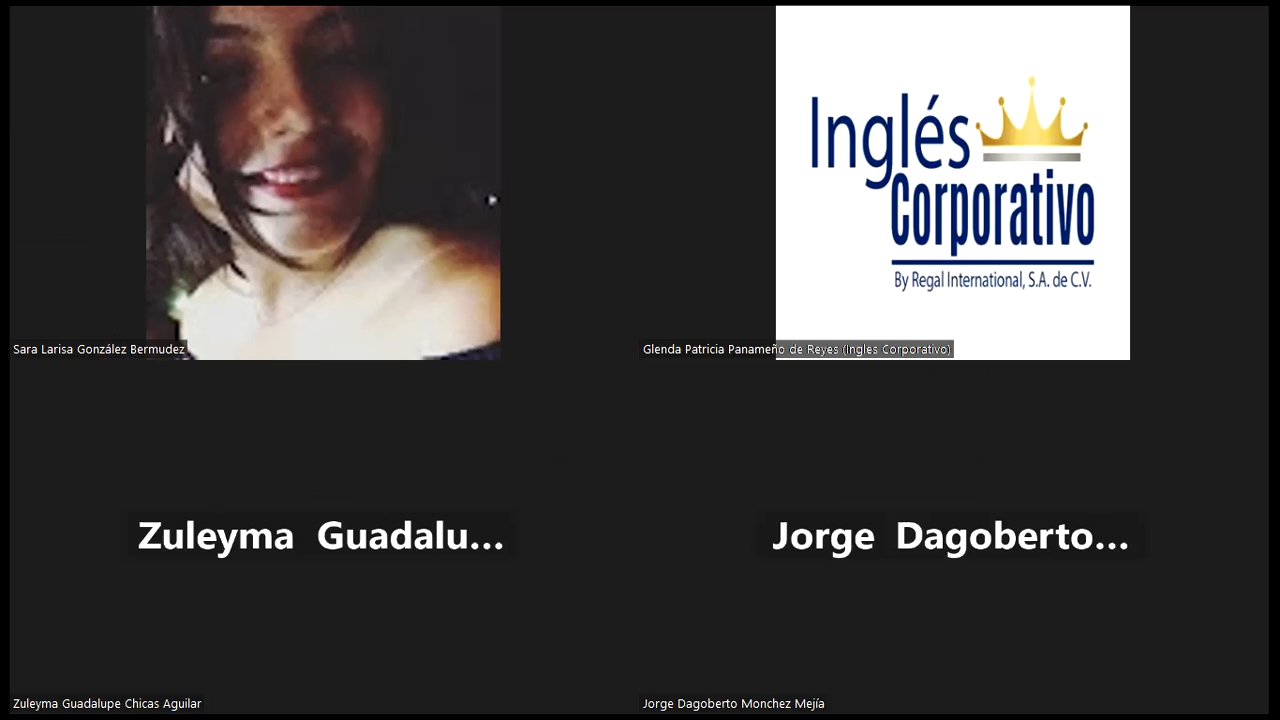 Inglés
Corporativo
By Regal International, S.A. de C.V.
Sara Larisa González Bermudez
Glenda Patricia Panameño de Reyes (Ingles Corporativo)
Zuleyma Guadalu...
Jorge Dagoberto...
Zuleyma Guadalupe Chicas Aguilar
Jorge Dagoberto Monchez Mejía